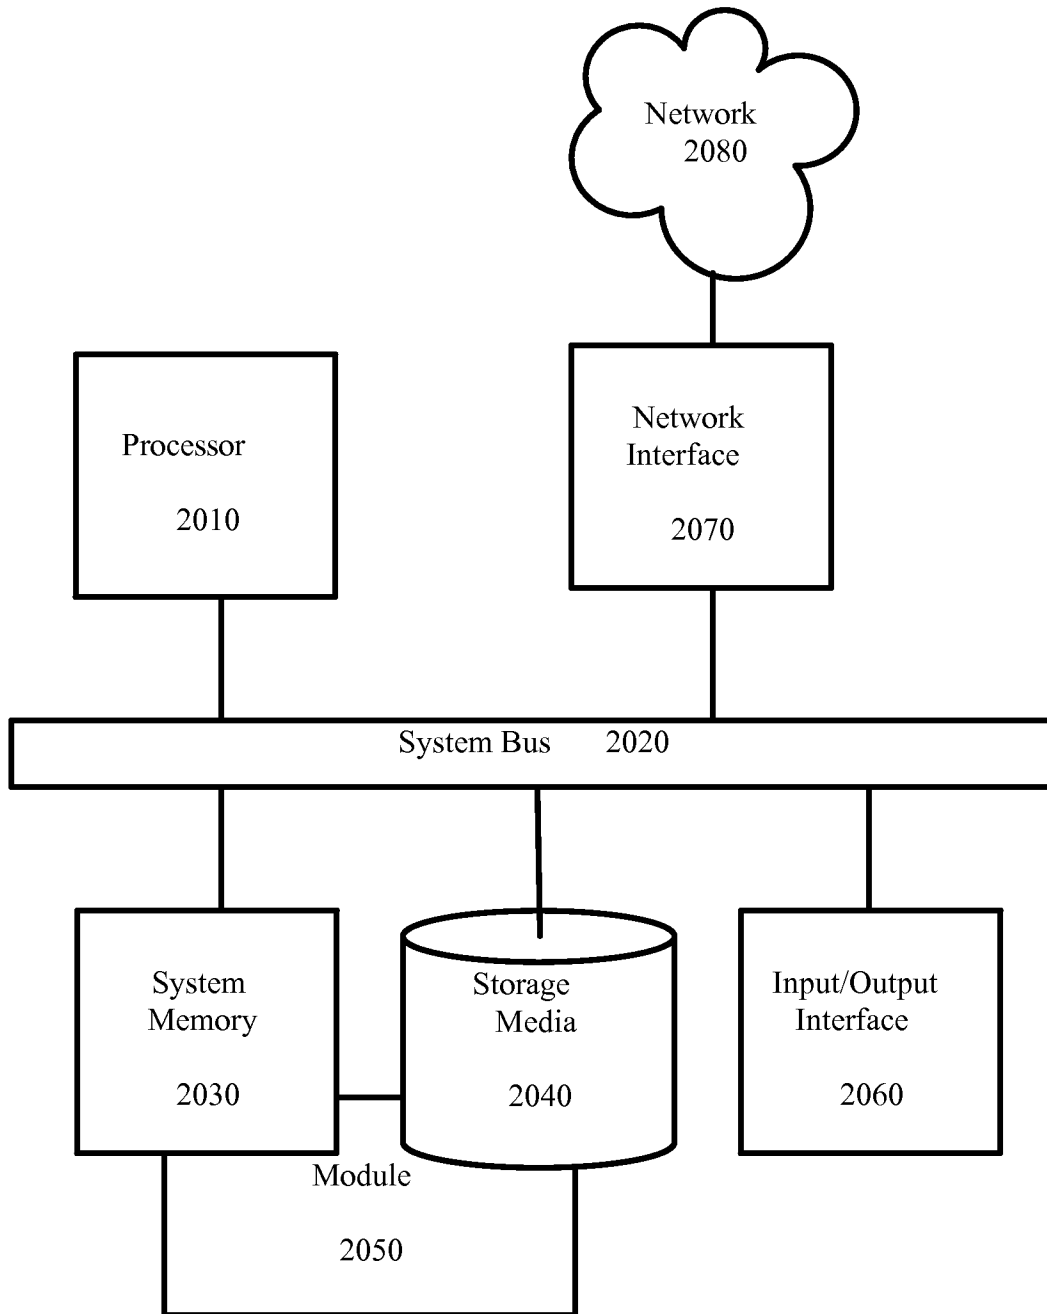 Network
2080
Network
Interface
2070
Processor
2010
System Bus 2020
System
Memory
2030
Storage
Media
2040
Input/Output
Interface
2060
Module
2050